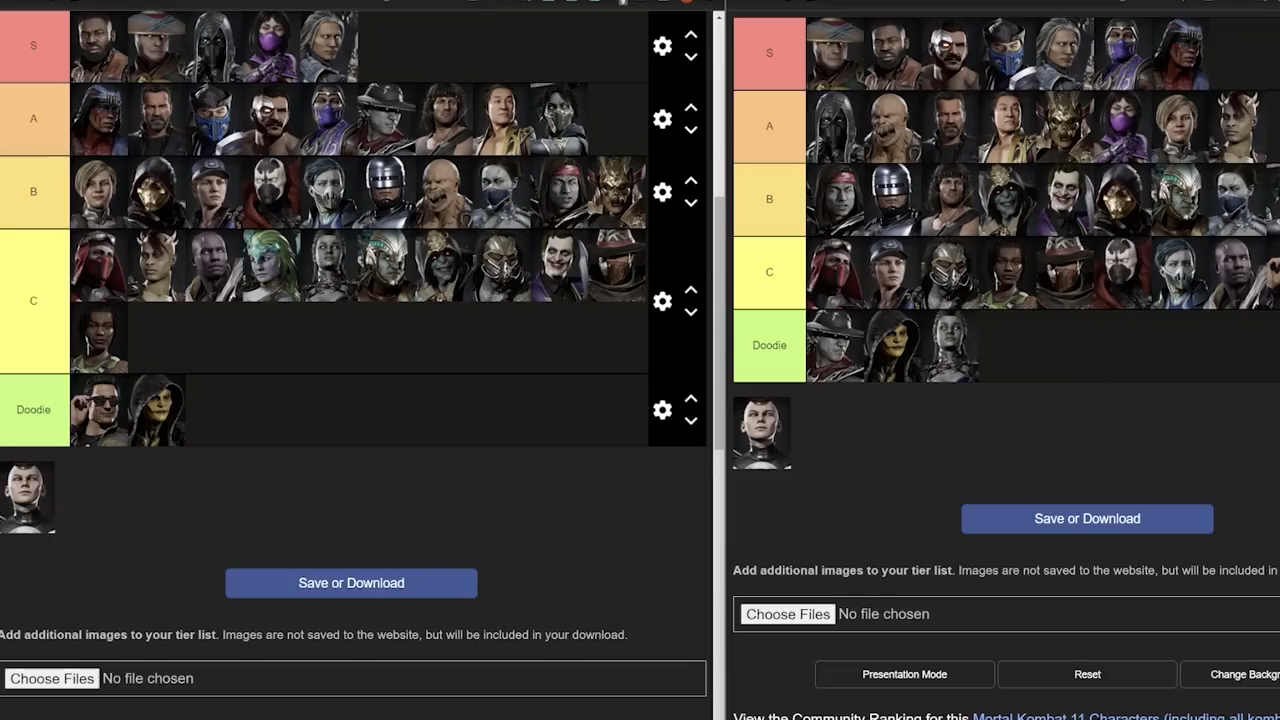 S
A
B
C
Doodie
Save or Download
Add additional images to your tier list. Images are not saved to the website, but will be included in your download.
Choose Files No file chosen
S
A
B
C
Doodie
Save or Download
Add additional images to your tier list. Images are not saved to the website, but will be included in
Choose Files No file chosen
Presentation Mode
Reset
Change Backgr
View the Community Ranking for this Mortal Kombat 11 Characters (including all